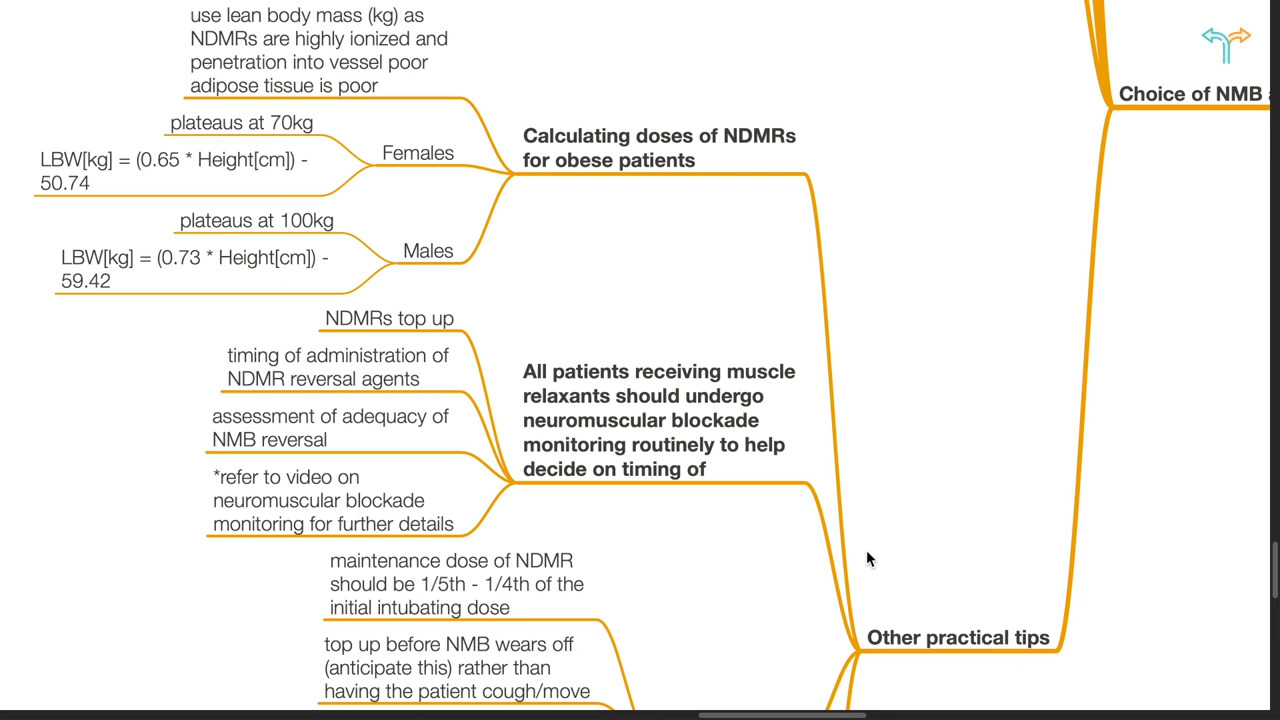 use lean body mass (kg) as
NDMRs are highly ionized and
penetration into vessel poor
adipose tissue is poor
Calculating doses of NDMRs
for obese patients
plateaus at 70kg
Females
LBW[kg] = (0.65 * Height[cm]) -
50.74
plateaus at 100kg
Males
LBW[kg] = (0.73 * Height[cm]) -
59.42
NDMRs top up
timing of administration of
NDMR reversal agents
assessment of adequacy of
NMB reversal
*refer to video on
neuromuscular blockade
monitoring for further details
All patients receiving muscle
relaxants should undergo
neuromuscular blockade
monitoring routinely to help
decide on timing of
maintenance dose of NDMR
should be 1/5th - 1/4th of the
initial intubating dose
top up before NMB wears off
(anticipate this) rather than
having the patient cough/move
Other practical tips
Choice of NMB